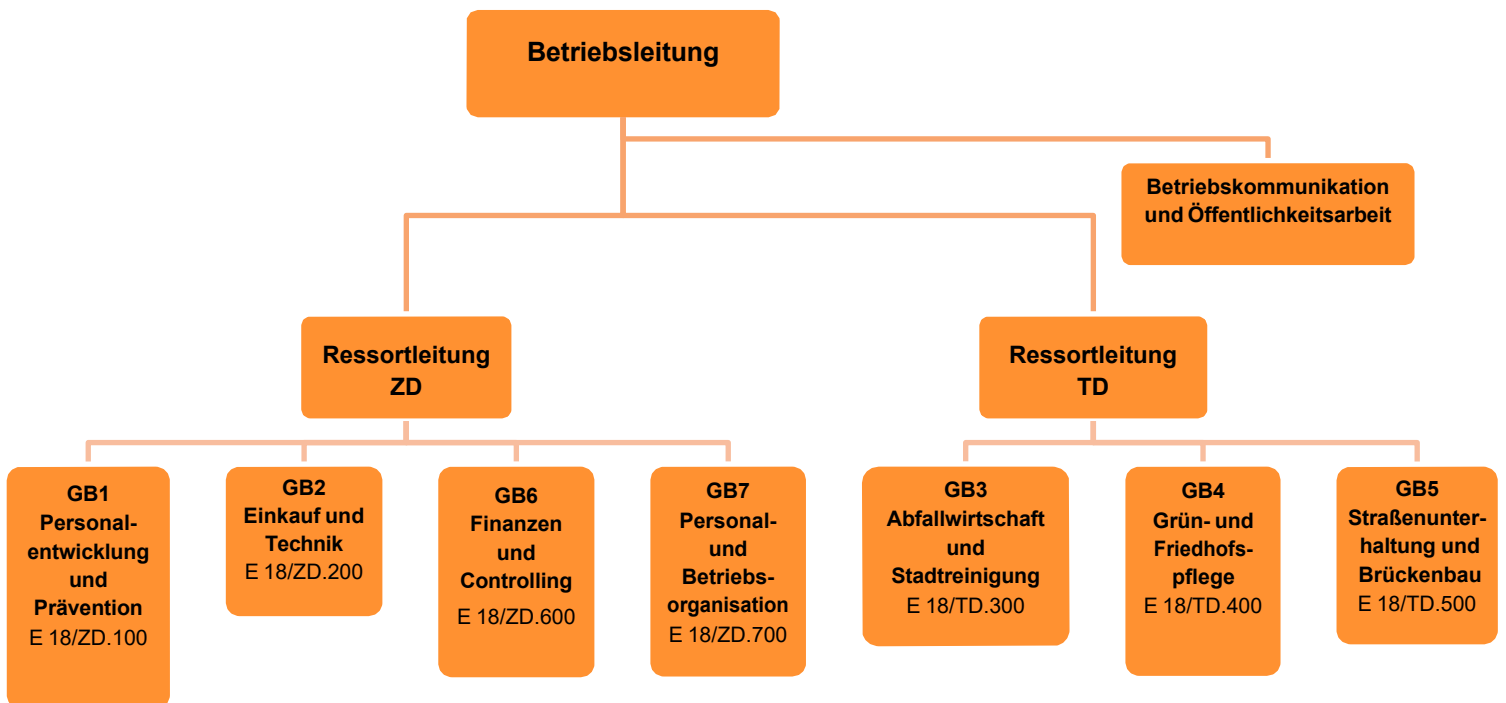 Betriebsleitung
Betriebskommunikation
und Öffentlichkeitsarbeit
Ressortleitung
ZD
Ressortleitung
TD
GB1
Personal-
entwicklung
und
Prävention
E 18/ZD.100
GB2
Einkauf und
Technik
E 18/ZD.200
GB6
Finanzen
und
Controlling
E 18/ZD.600
GB7
Personal-
und
Betriebs-
organisation
E 18/ZD.700
GB3
Abfallwirtschaft
und
Stadtreinigung
E 18/TD.300
GB4
Grün- und
Friedhofs-
pflege
E 18/TD.400
GB5
Straßenunter-
haltung und
Brückenbau
E 18/TD.500